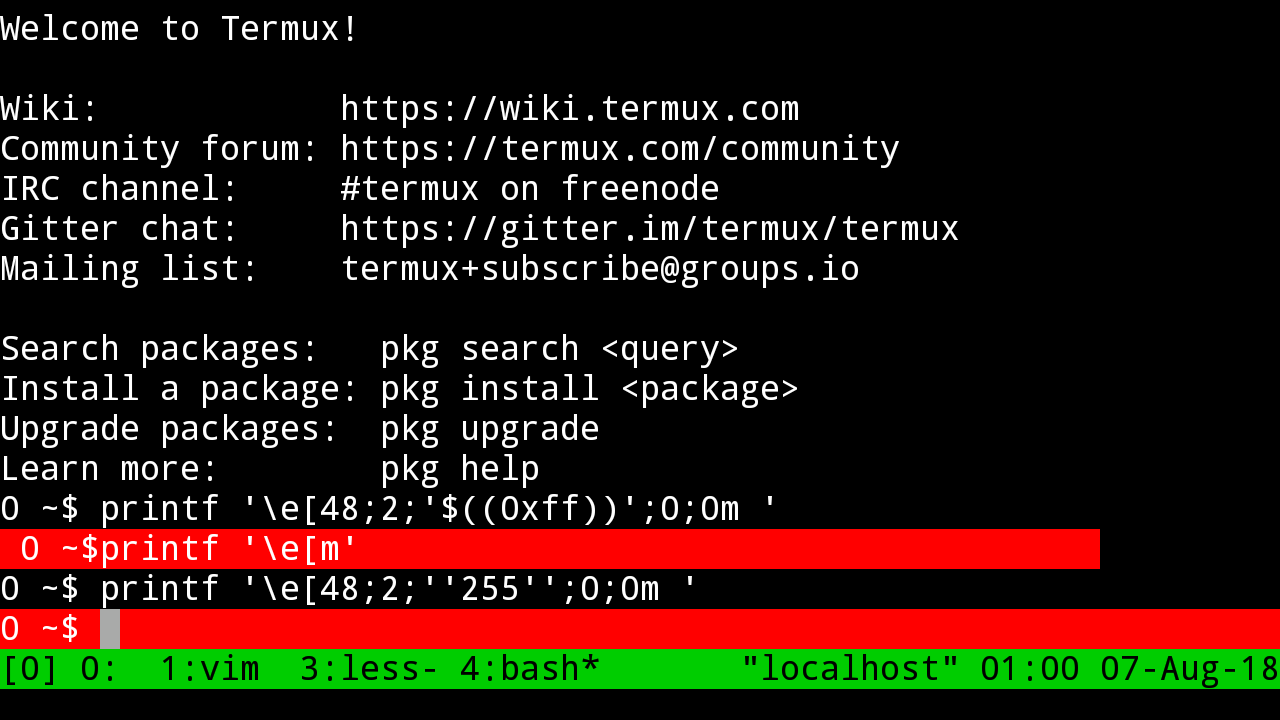 Welcome to Termux!
Wiki:            https://wiki.termux.com
Community forum: https://termux.com/community
IRC channel:     #termux on freenode
Gitter chat:     https://gitter.im/termux/termux
Mailing list:    termux+subscribe@groups.io
Search packages:   pkg search <query>
Install a package: pkg install <package>
Upgrade packages:  pkg upgrade
Learn more:        pkg help
0 ~$ printf '\e[48;2;'$((0xff))';0;0m '
 0 ~$printf '\e[m'
0 ~$ printf '\e[48;2;''255'';0;0m '
0 ~$
[0] 0:  1:vim  3:less- 4:bash*       "localhost" 01:00 07-Aug-18